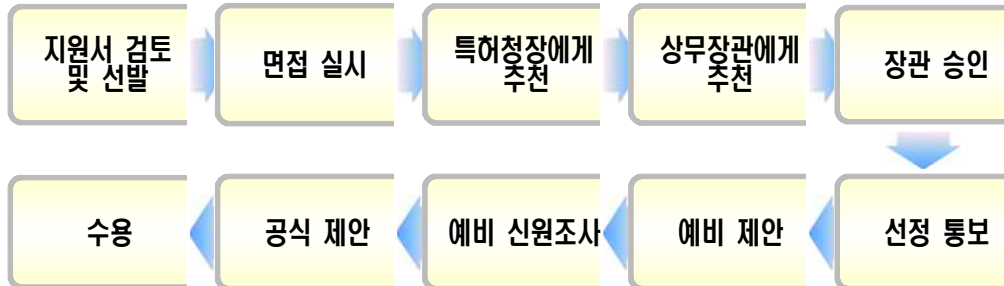 지원서 검토
및 선발
면접 실시
특허청장에게
추천
상무장관에게
추천
장관 승인
선정 통보
예비 제안
예비 신원조사
공식 제안
수용